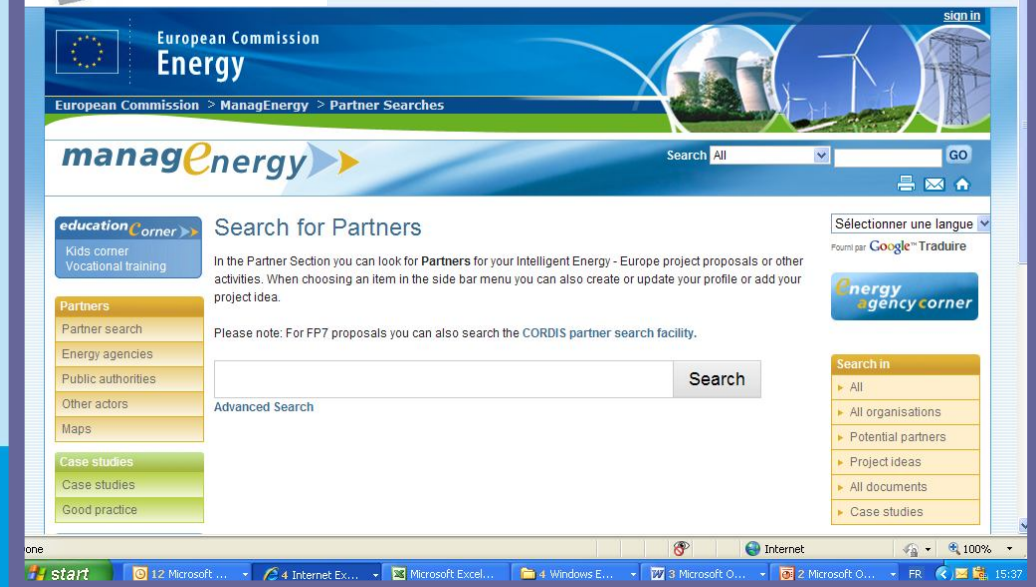 sign in
European Commission
Energy
European Commission > ManagEnergy > Partner Searches
managenergy
Search All GO
education Corner
Kids corner
Vocational training
Partners
Partner search
Energy agencies
Public authorities
Other actors
Maps
Case studies
Case studies
Good practice
Search for Partners
In the Partner Section you can look for Partners for your Intelligent Energy - Europe project proposals or other
activities. When choosing an item in the side bar menu you can also create or update your profile or add your
project idea.
Please note: For FP7 proposals you can also search the CORDIS partner search facility.
Search
Advanced Search
Sélectionner une langue
Fourni par Google™ Traduire
energy
agency corner
Search in
All
All organisations
Potential partners
Project ideas
All documents
Case studies
one Internet 100%
start 12 Microsoft ... 4 Internet Ex... Microsoft Excel... 4 Windows E... 3 Microsoft O... 2 Microsoft O... FR 15:37